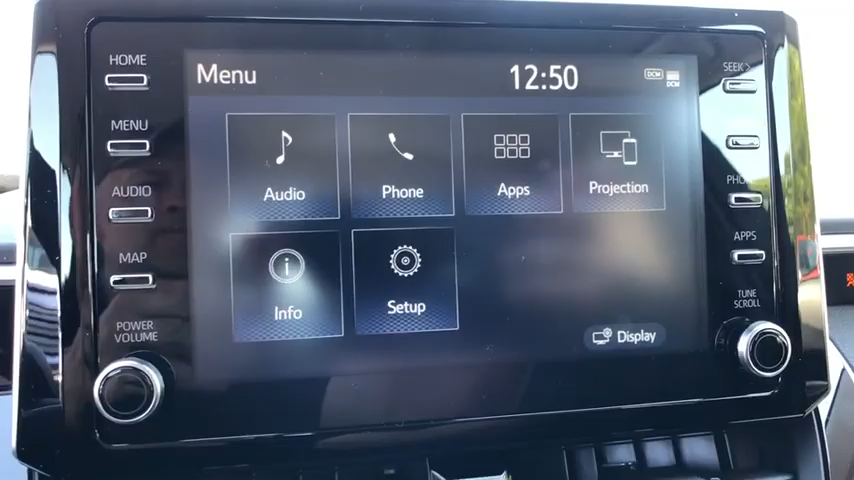 HOME
MENU
AUDIO
MAP
POWER
VOLUME
Menu
12:50
DCM
DCM
Audio
Phone
Apps
Projection
Info
Setup
Display
SEEK >
APPS
TUNE
SCROLL